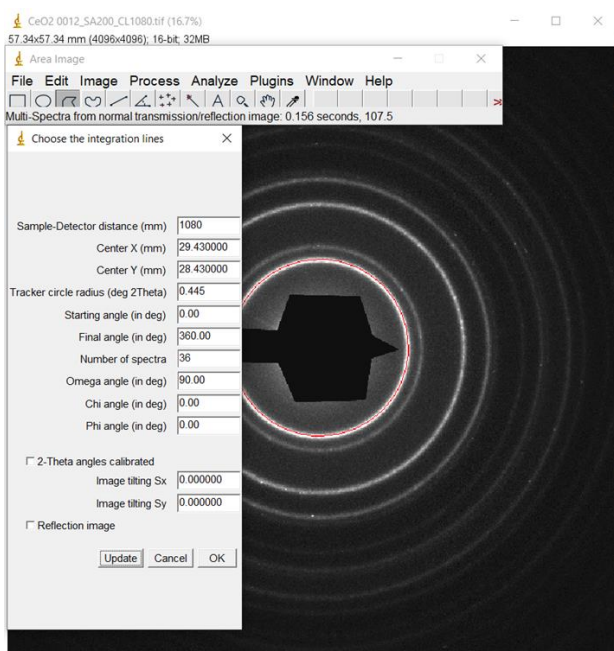 CeO2 0012_SA200_CL1080.tif (16.7%)
57.34x57.34 mm (4096x4096); 16-bit; 32MB
Area Image
File Edit Image Process Analyze Plugins Window Help
A
Multi-Spectra from normal transmission/reflection image: 0.156 seconds, 107.5
Choose the integration lines
Sample-Detector distance (mm) 1080
Center X (mm) 29.430000
Center Y (mm) 28.430000
Tracker circle radius (deg 2Theta) 0.445
Starting angle (in deg) 0.00
Final angle (in deg) 360.00
Number of spectra 36
Omega angle (in deg) 90.00
Chi angle (in deg) 0.00
Phi angle (in deg) 0.00
2-Theta angles calibrated
Image tilting Sx 0.000000
Image tilting Sy 0.000000
Reflection image
Update Cancel OK